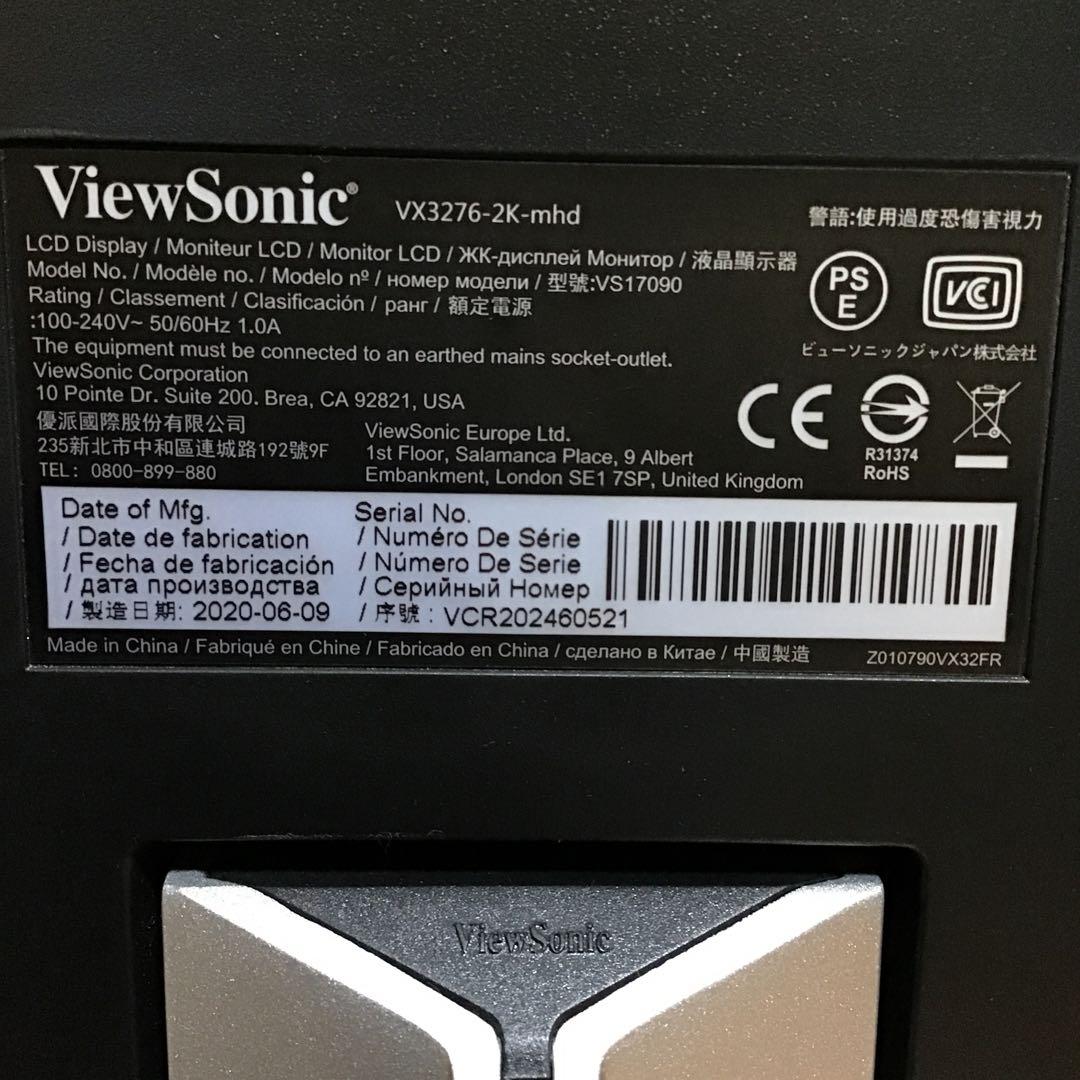 ViewSonic® VX3276-2K-mhd
警語:使用過度恐傷害視力
LCD Display / Moniteur LCD / Monitor LCD / ЖК-дисплей Монитор / 液晶顯示器
Model No. / Modèle no. / Modelo nº / номер модели / 型號:VS17090
Rating / Classement / Clasificación / ранг / 額定電源
:100-240V~ 50/60Hz 1.0A
The equipment must be connected to an earthed mains socket-outlet.
ViewSonic Corporation
10 Pointe Dr. Suite 200. Brea, CA 92821, USA
優派國際股份有限公司
235新北市中和區連城路192號9F
TEL: 0800-899-880
ViewSonic Europe Ltd.
1st Floor, Salamanca Place, 9 Albert
Embankment, London SE1 7SP, United Kingdom
PS
E
VCCI
ビューソニックジャパン株式会社
CE
R31374
RoHS
Date of Mfg.
/ Date de fabrication
/ Fecha de fabricación
/ дата производства
/ 製造日期: 2020-06-09
Serial No.
/ Numéro De Série
/ Número De Serie
/ Серийный Номер
/ 序號 : VCR202460521
Made in China / Fabriqué en Chine / Fabricado en China / сделано в Китае / 中國製造
Z010790VX32FR
ViewSonic